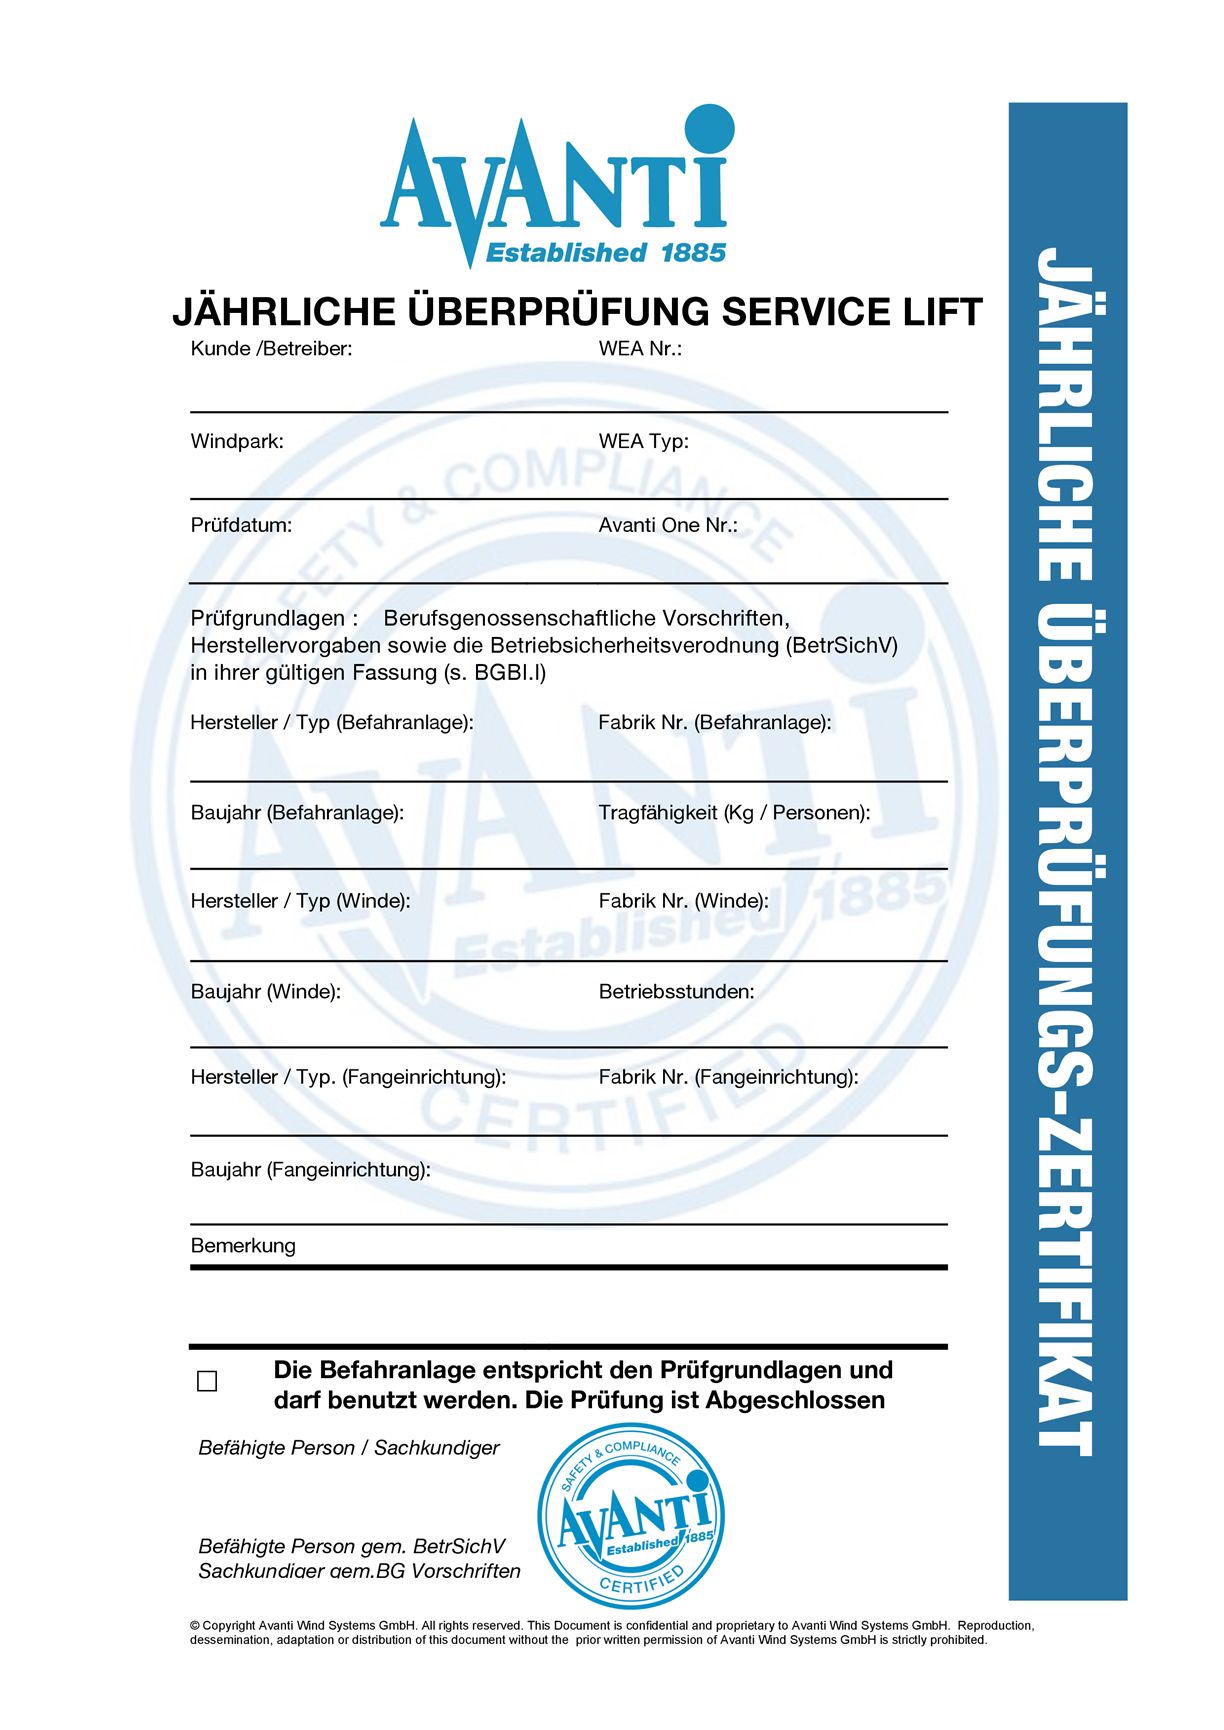 AVANTI
Established 1885
JÄHRLICHE ÜBERPRÜFUNG SERVICE LIFT
Kunde /Betreiber: WEA Nr.:
Windpark: WEA Typ:
Prüfdatum: Avanti One Nr.:
Prüfgrundlagen : Berufsgenossenschaftliche Vorschriften,
Herstellervorgaben sowie die Betriebsicherheitsverodnung (BetrSichV)
in ihrer gültigen Fassung (s. BGBI.I)
Hersteller / Typ (Befahranlage): Fabrik Nr. (Befahranlage):
Baujahr (Befahranlage): Tragfähigkeit (Kg / Personen):
Hersteller / Typ (Winde): Fabrik Nr. (Winde):
Baujahr (Winde): Betriebsstunden:
Hersteller / Typ. (Fangeinrichtung): Fabrik Nr. (Fangeinrichtung):
Baujahr (Fangeinrichtung):
Bemerkung
Die Befahranlage entspricht den Prüfgrundlagen und
darf benutzt werden. Die Prüfung ist Abgeschlossen
Befähigte Person / Sachkundiger
Befähigte Person gem. BetrSichV
Sachkundiger gem.BG Vorschriften
SAFETY & COMPLIANCE
AVANTI
Established 1885
CERTIFIED
© Copyright Avanti Wind Systems GmbH. All rights reserved. This Document is confidential and proprietary to Avanti Wind Systems GmbH. Reproduction,
dessemination, adaptation or distribution of this document without the prior written permission of Avanti Wind Systems GmbH is strictly prohibited.
JÄHRLICHE ÜBERPRÜFUNGS-ZERTIFIKAT
SAFETY & COMPLIANCE
AVANTI
Established 1885
CERTIFIED